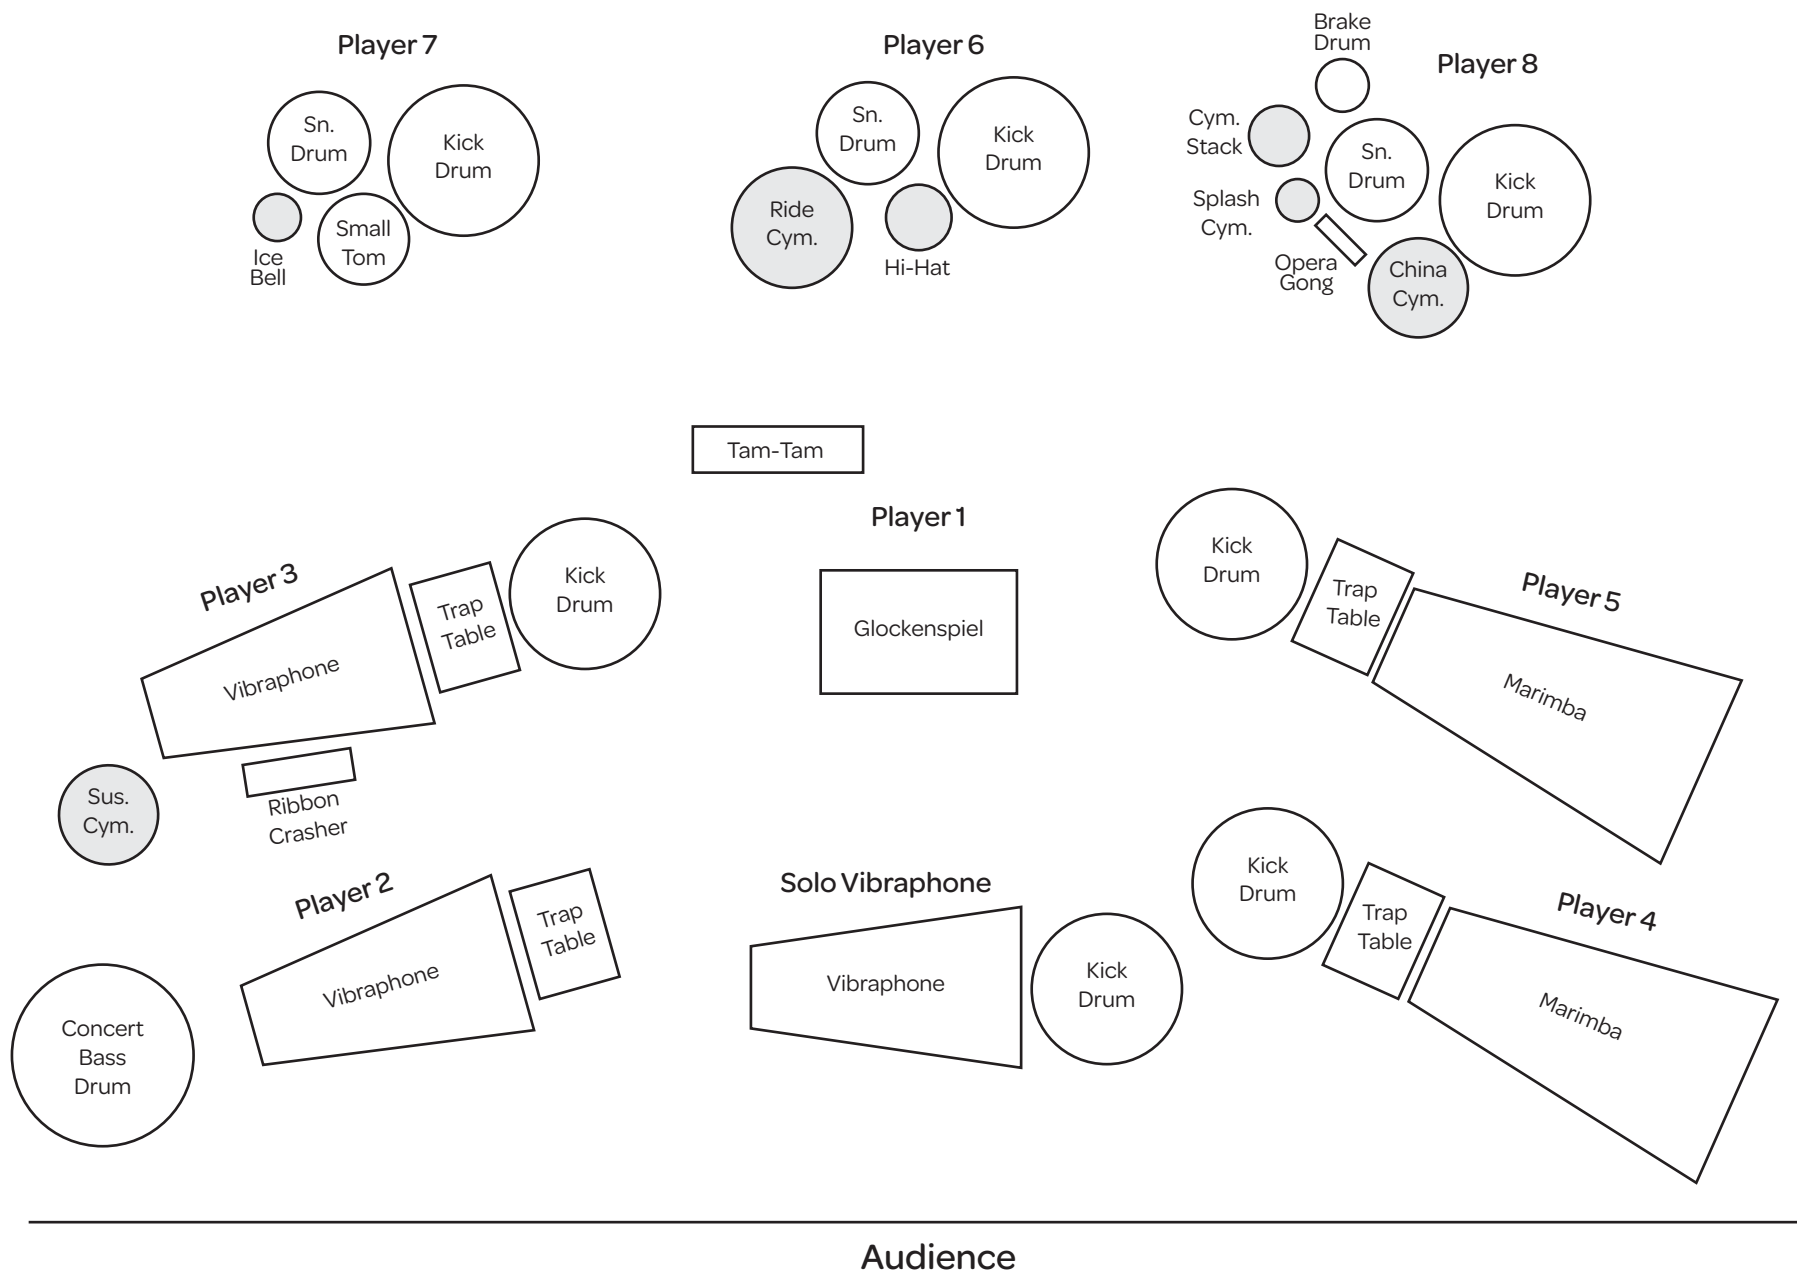 Player 7
Sn.
Drum
Kick
Drum
Ice
Bell
Small
Tom
Player 6
Sn.
Drum
Kick
Drum
Ride
Cym.
Hi-Hat
Brake
Drum
Player 8
Cym.
Stack
Sn.
Drum
Kick
Drum
Splash
Cym.
Opera
Gong
China
Cym.
Tam-Tam
Player 1
Glockenspiel
Player 3
Vibraphone
Trap
Table
Kick
Drum
Sus.
Cym.
Ribbon
Crasher
Kick
Drum
Trap
Table
Player 5
Marimba
Player 2
Vibraphone
Trap
Table
Concert
Bass
Drum
Solo Vibraphone
Vibraphone
Kick
Drum
Kick
Drum
Trap
Table
Player 4
Marimba
Audience